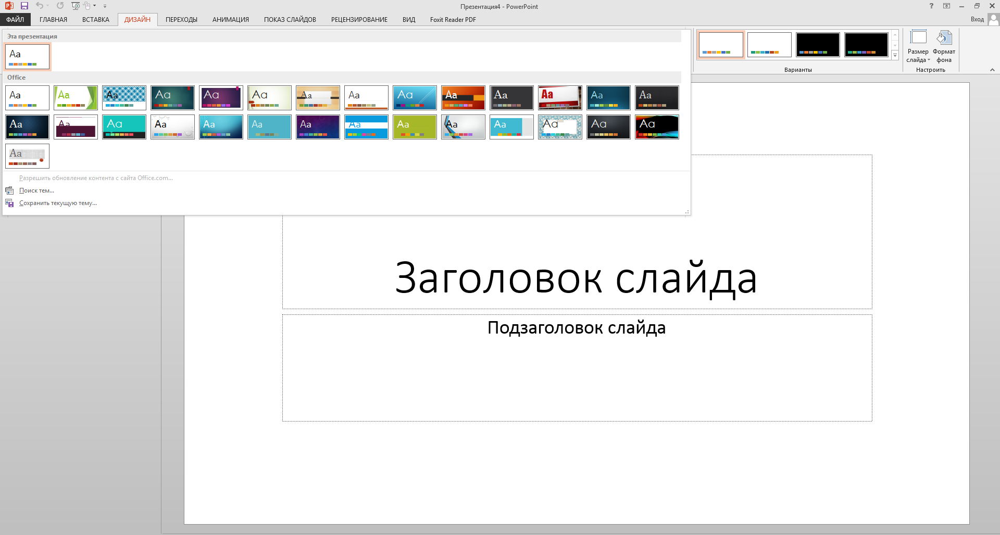 Презентация4 - PowerPoint
ФАЙЛ ГЛАВНАЯ ВСТАВКА ДИЗАЙН ПЕРЕХОДЫ АНИМАЦИЯ ПОКАЗ СЛАЙДОВ РЕЦЕНЗИРОВАНИЕ ВИД Foxit Reader PDF Вход
Эта презентация
Aa
Office
Aa Aa Aa Aa Aa Aa Aa Aa Aa Aa Aa Aa Aa Aa
Aa Aa Aa Aa Aa Aa Aa Aa Aa Aa Aa Aa Aa Aa
Aa
Разрешить обновление контента с сайта Office.com...
Поиск тем...
Сохранить текущую тему...
Варианты
Размер слайда
Формат фона
Настроить
Заголовок слайда
Подзаголовок слайда